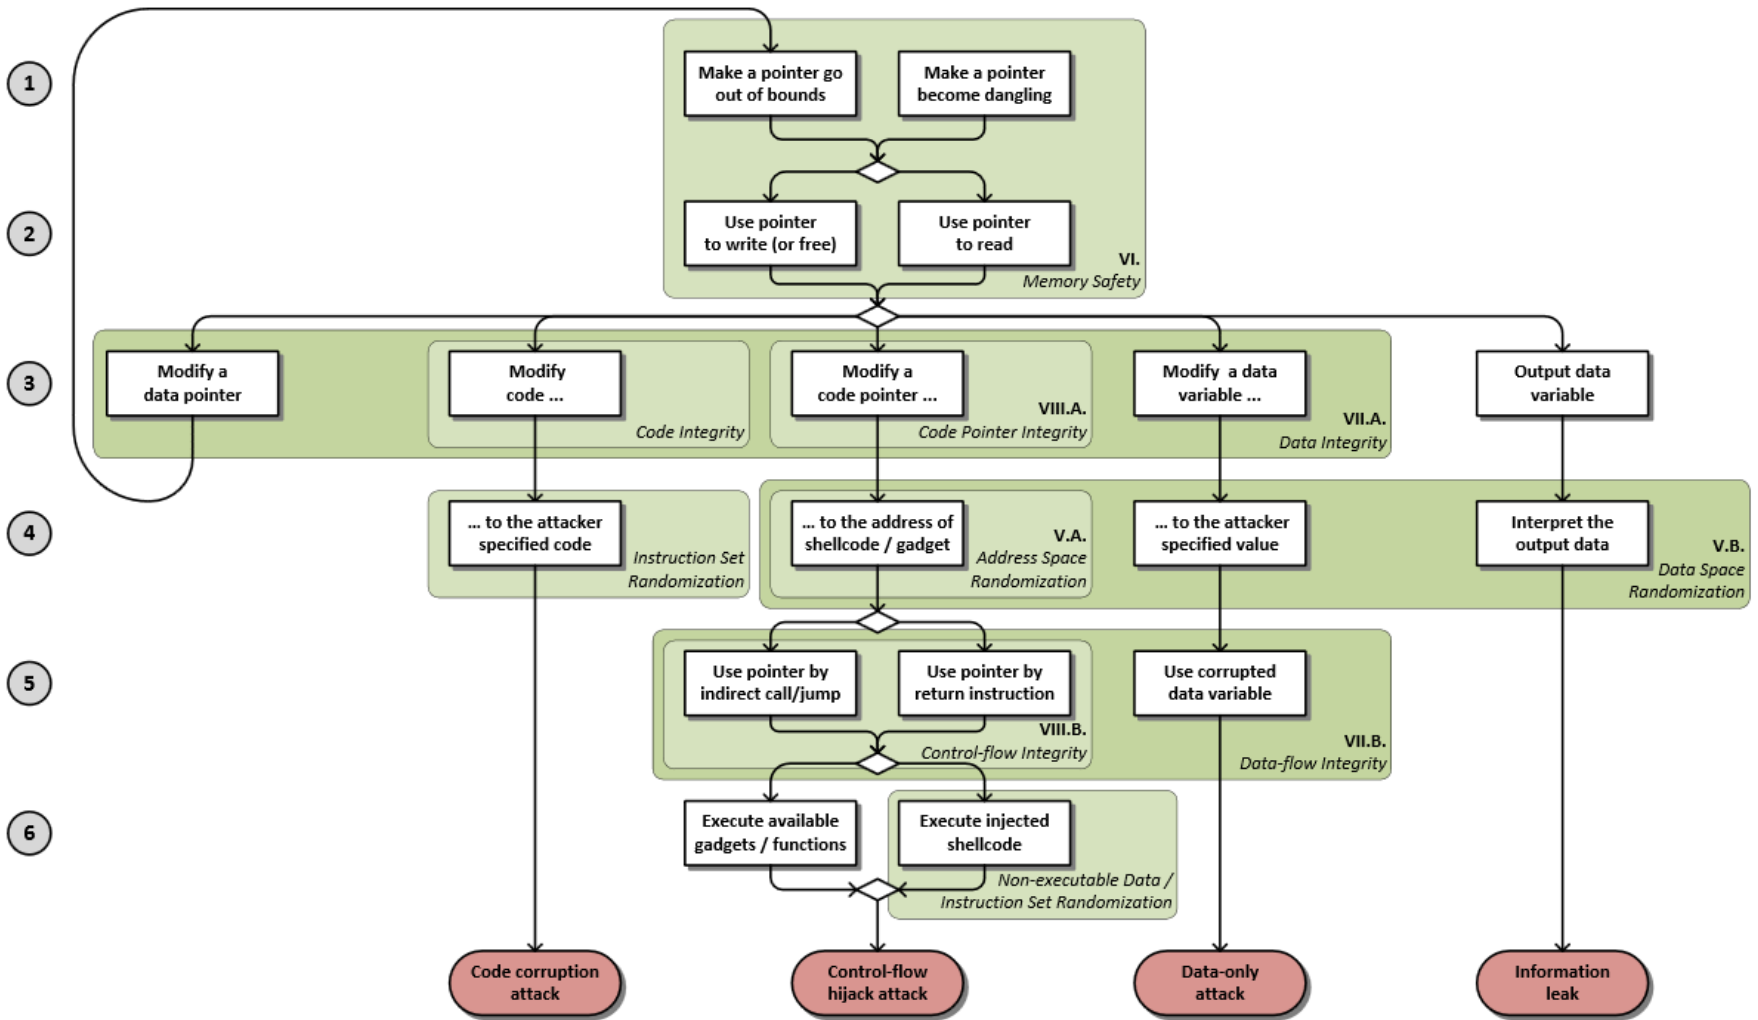 1
Make a pointer go
out of bounds
Make a pointer
become dangling
2
Use pointer
to write (or free)
Use pointer
to read
VI.
Memory Safety
3
Modify a
data pointer
Modify
code ...
Code Integrity
Modify a
code pointer ...
VIII.A.
Code Pointer Integrity
Modify a data
variable ...
VII.A.
Data Integrity
Output data
variable
4
... to the attacker
specified code
Instruction Set
Randomization
... to the address of
shellcode / gadget
V.A.
Address Space
Randomization
... to the attacker
specified value
Interpret the
output data
V.B.
Data Space
Randomization
5
Use pointer by
indirect call/jump
Use pointer by
return instruction
VIII.B.
Control-flow Integrity
Use corrupted
data variable
VII.B.
Data-flow Integrity
6
Execute available
gadgets / functions
Execute injected
shellcode
Non-executable Data /
Instruction Set Randomization
Code corruption
attack
Control-flow
hijack attack
Data-only
attack
Information
leak